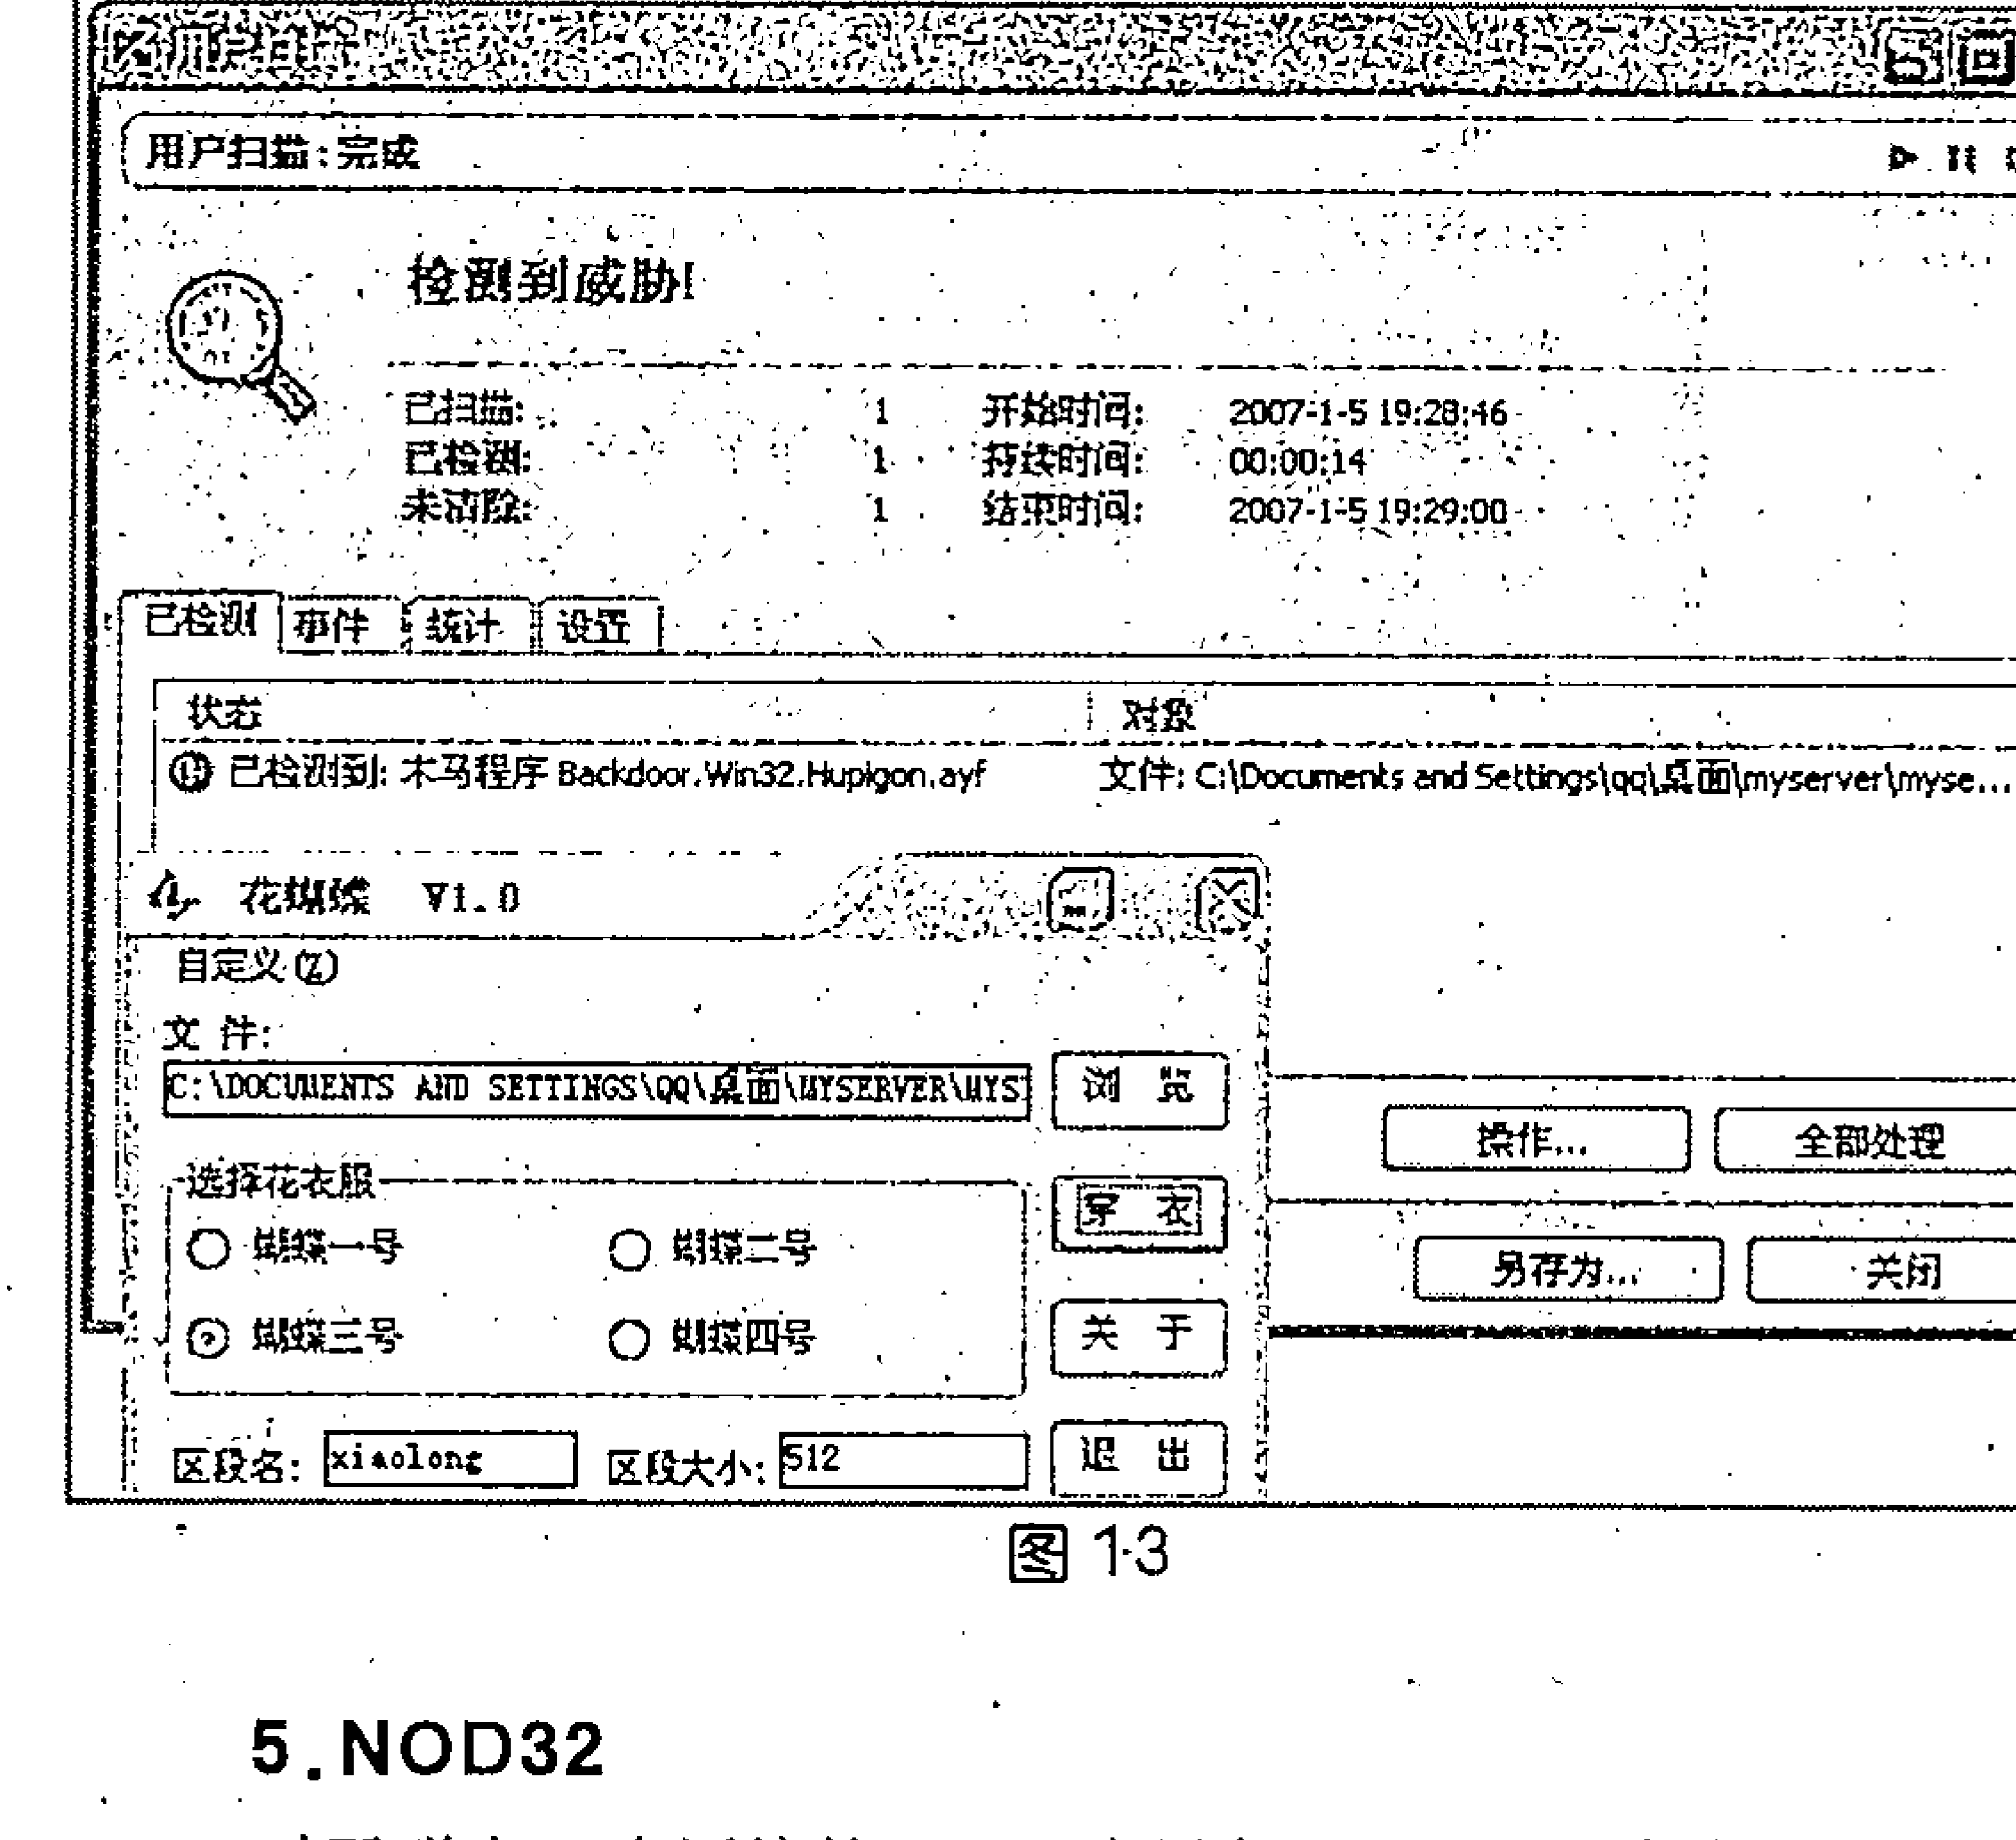 用户扫描
用户扫描:完成
检测到威胁!
已扫描: 1 开始时间: 2007-1-5 19:28:46
已检测: 1 持续时间: 00:00:14
未清除: 1 结束时间: 2007-1-5 19:29:00
已检测 事件 统计 设置
状态 对象
已检测到: 木马程序 Backdoor.Win32.Hupigon.ayf 文件: C:\Documents and Settings\qq\桌面\myserver\myse...
花蝴蝶 V1.0
自定义(Z)
文 件:
C:\DOCUMENTS AND SETTINGS\QQ\桌面\MYSERVER\MYS
浏 览
操作... 全部处理
选择花衣服
穿 衣
蝴蝶一号 蝴蝶二号
另存为... 关闭
蝴蝶三号 蝴蝶四号
关 于
区段名: xiaolong 区段大小: 512
退 出
图 1-3
5.NOD32